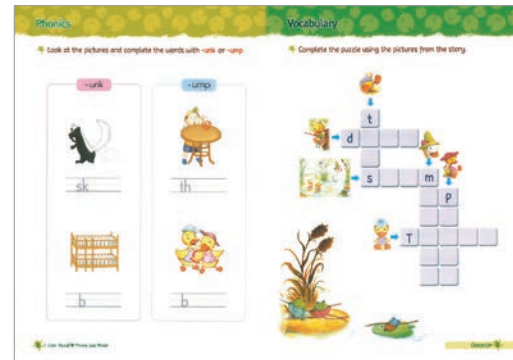 Phonics
Look at the pictures and complete the words with -unk or -ump
-unk
-ump
sk
th
b
b
Vocabulary
Complete the puzzle using the pictures from the story.
t
d
s
m
P
T